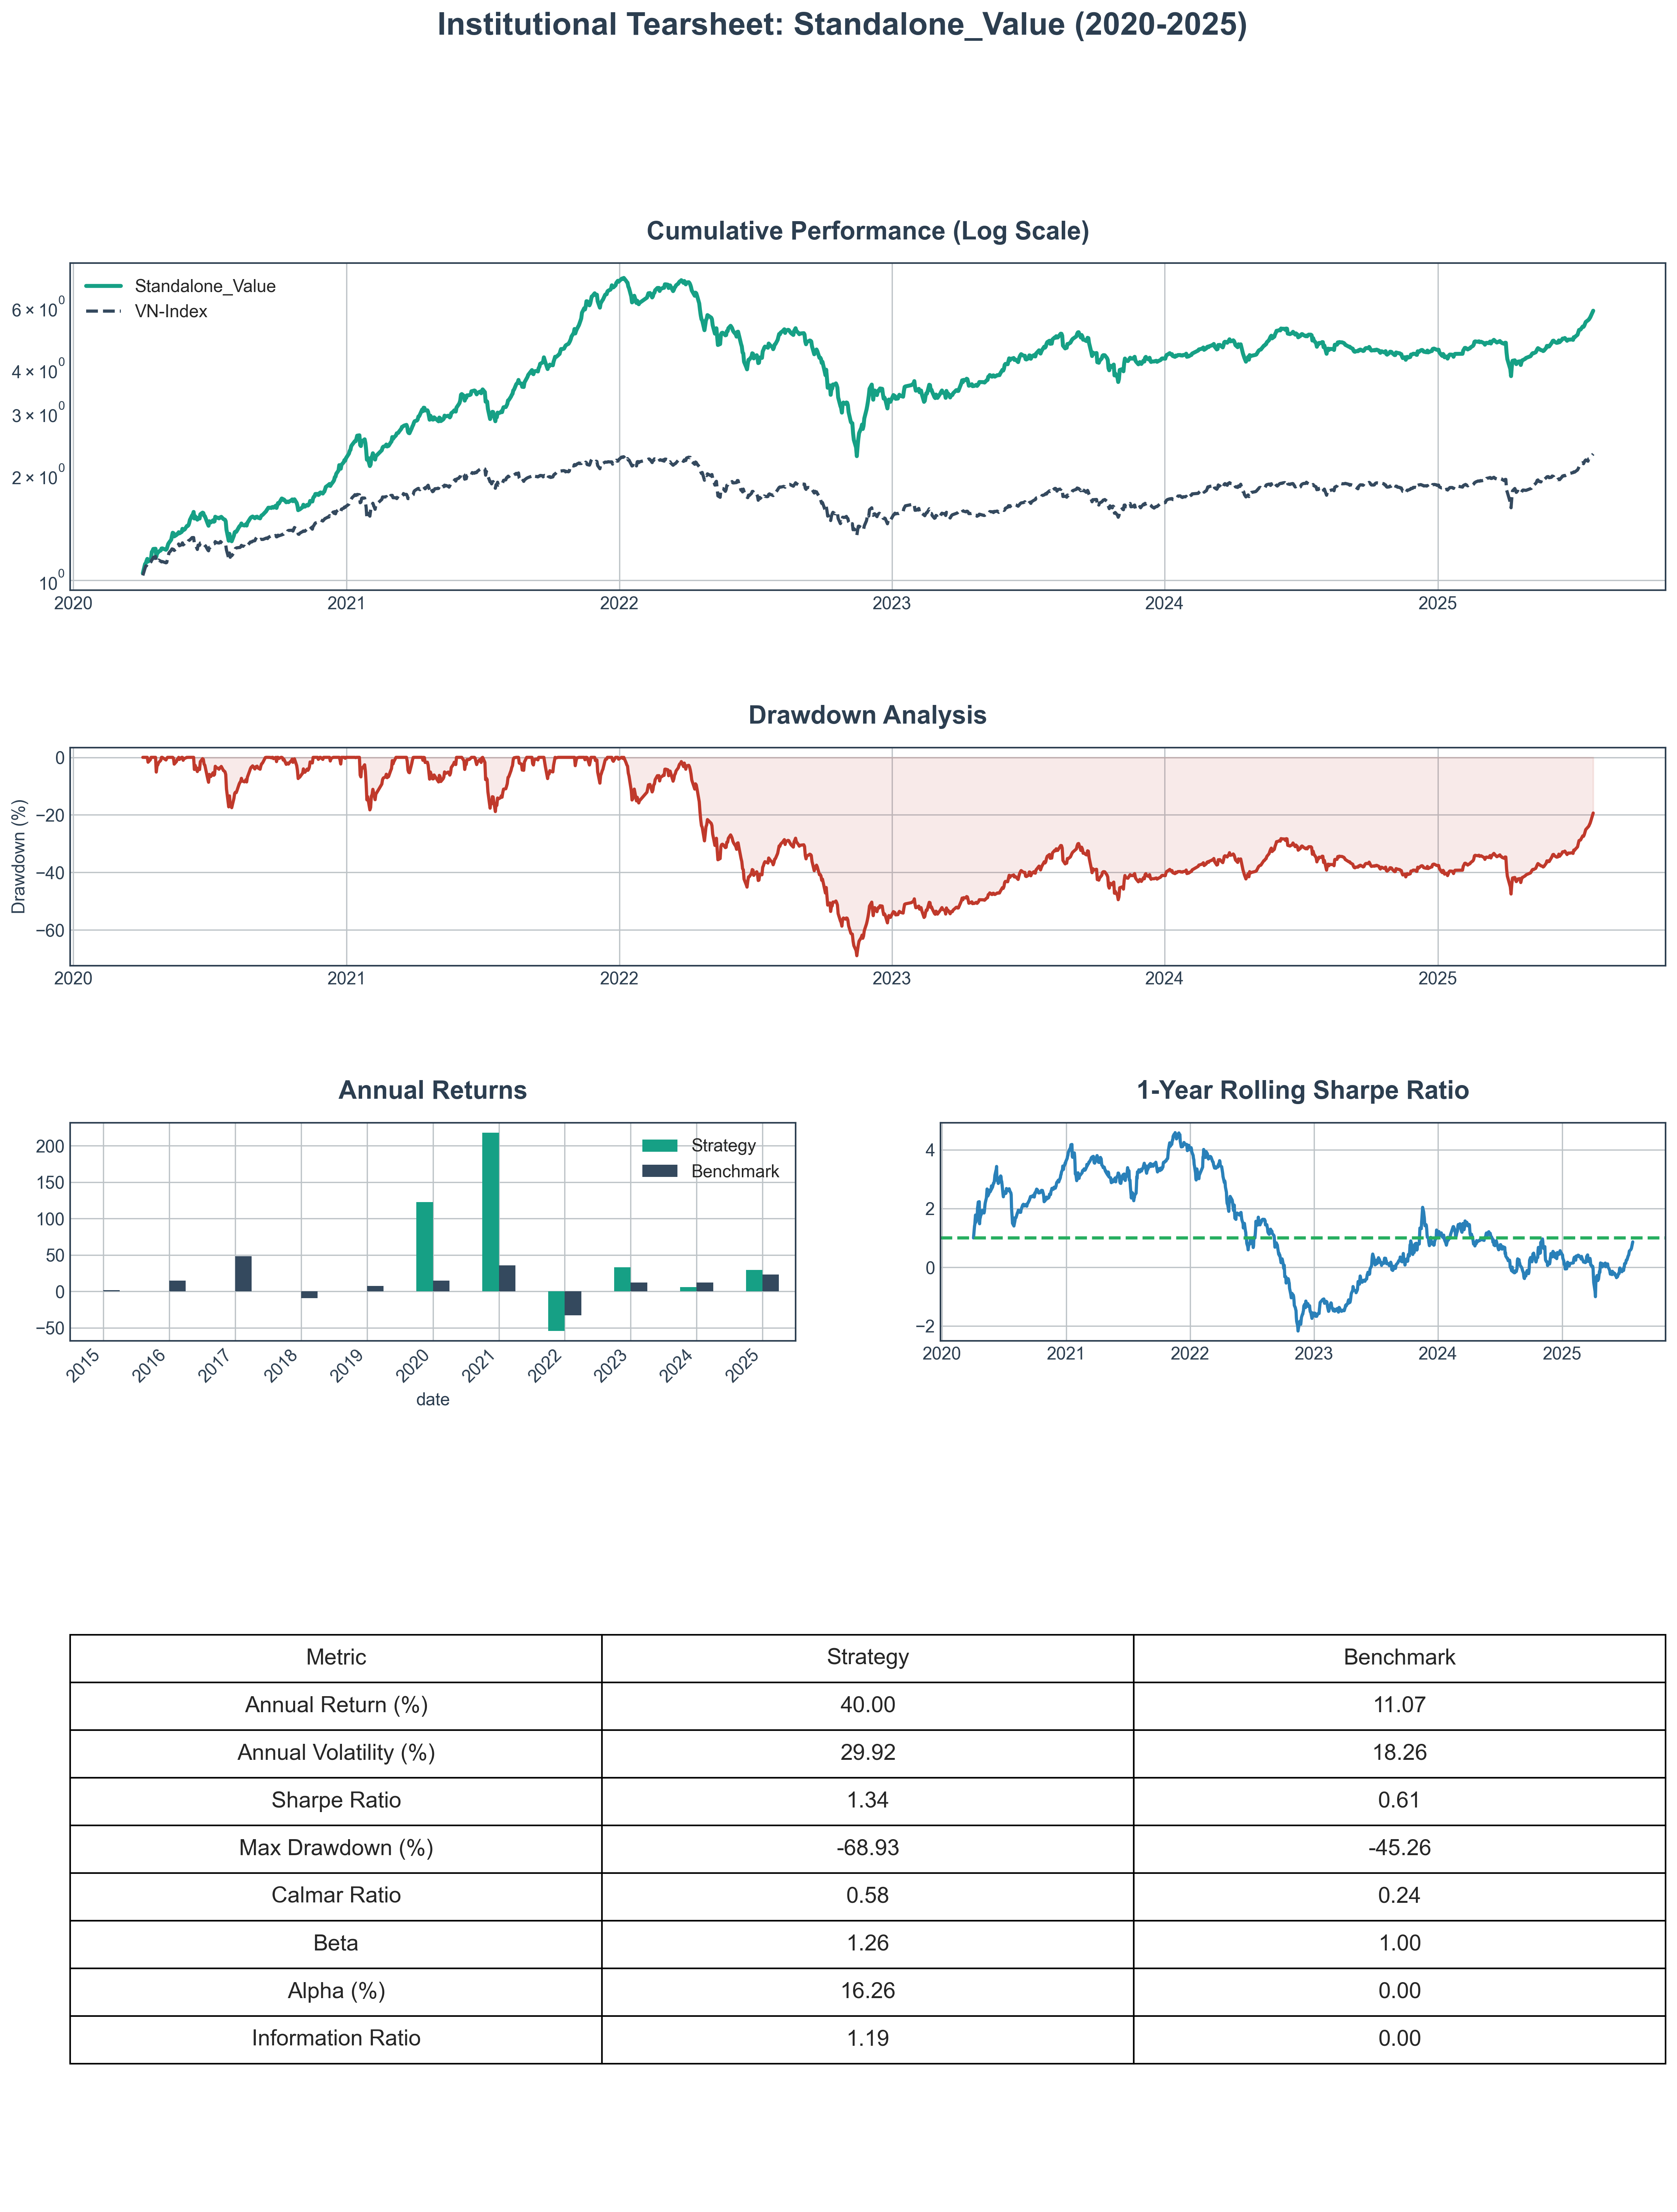 Institutional Tearsheet: Standalone_Value (2020-2025)
Cumulative Performance (Log Scale)
Standalone_Value
VN-Index
6 × 10⁰
4 × 10⁰
3 × 10⁰
2 × 10⁰
10⁰
2020 2021 2022 2023 2024 2025
Drawdown Analysis
Drawdown (%)
0
−20
−40
−60
2020 2021 2022 2023 2024 2025
Annual Returns
Strategy
Benchmark
200
150
100
50
0
−50
2015 2016 2017 2018 2019 2020 2021 2022 2023 2024 2025
date
1-Year Rolling Sharpe Ratio
4
2
0
−2
2020 2021 2022 2023 2024 2025
Metric Strategy Benchmark
Annual Return (%) 40.00 11.07
Annual Volatility (%) 29.92 18.26
Sharpe Ratio 1.34 0.61
Max Drawdown (%) -68.93 -45.26
Calmar Ratio 0.58 0.24
Beta 1.26 1.00
Alpha (%) 16.26 0.00
Information Ratio 1.19 0.00